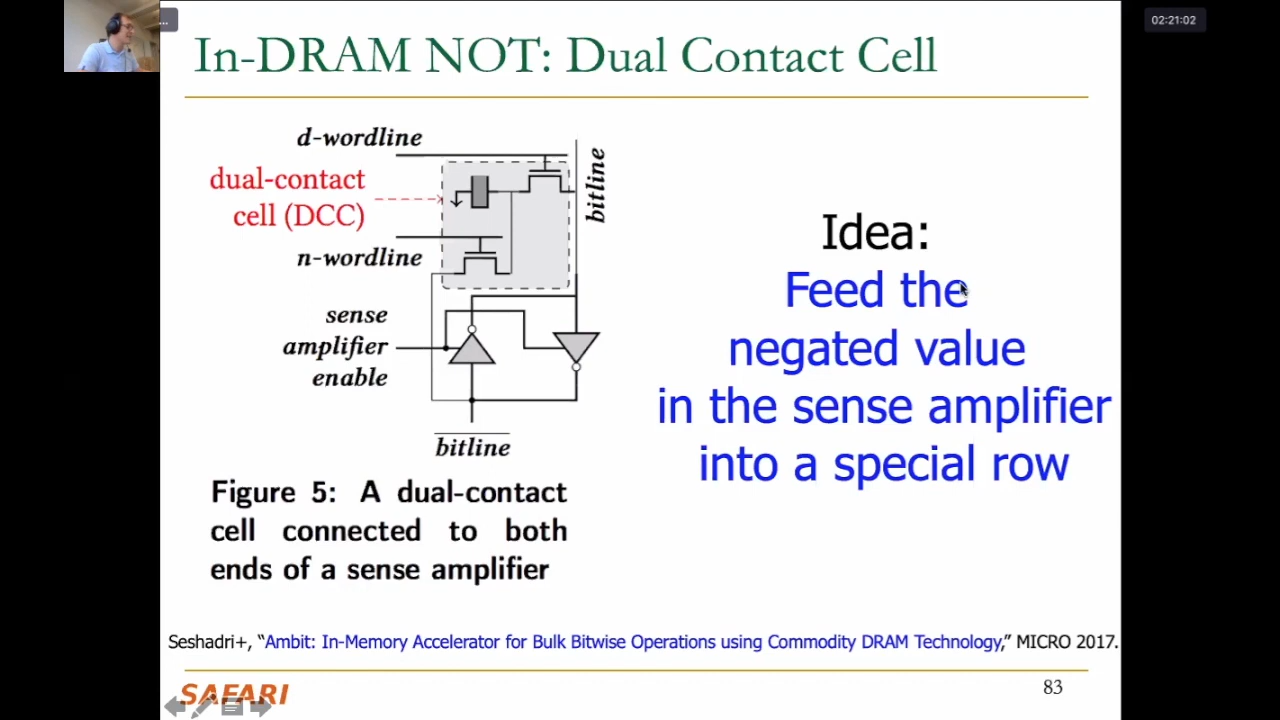 ...
02:21:02
In-DRAM NOT: Dual Contact Cell
d-wordline
dual-contact
cell (DCC)
n-wordline
bitline
sense
amplifier
enable
bitline
Idea:
Feed the
negated value
in the sense amplifier
into a special row
Figure 5: A dual-contact
cell connected to both
ends of a sense amplifier
Seshadri+, “Ambit: In-Memory Accelerator for Bulk Bitwise Operations using Commodity DRAM Technology,” MICRO 2017.
SAFARI
83